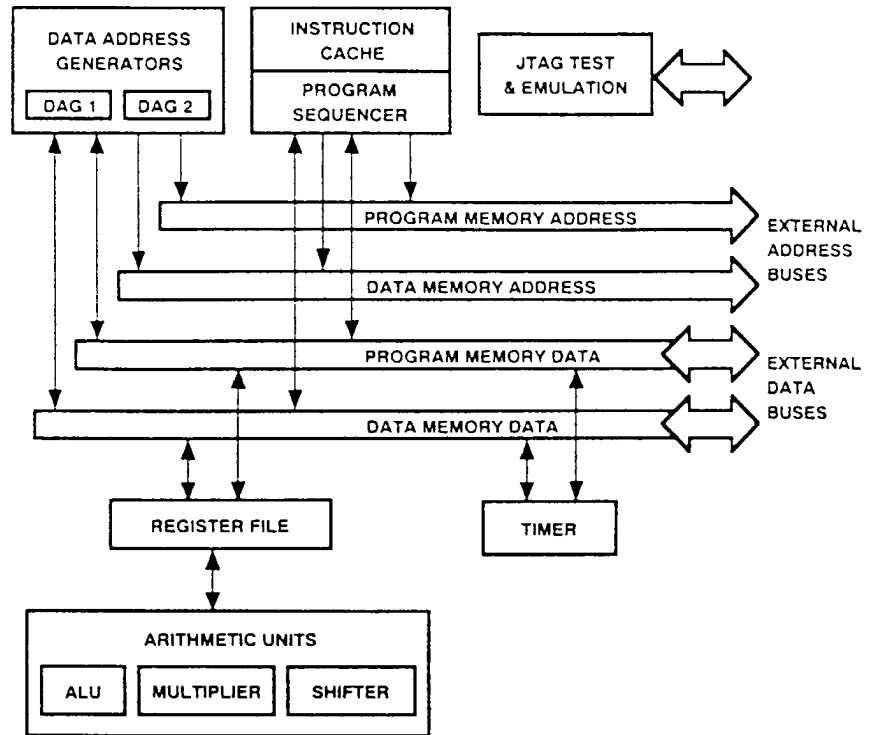 DATA ADDRESS
GENERATORS
DAG 1
DAG 2
INSTRUCTION
CACHE
PROGRAM
SEQUENCER
JTAG TEST
& EMULATION
PROGRAM MEMORY ADDRESS
DATA MEMORY ADDRESS
EXTERNAL
ADDRESS
BUSES
PROGRAM MEMORY DATA
DATA MEMORY DATA
EXTERNAL
DATA
BUSES
REGISTER FILE
TIMER
ARITHMETIC UNITS
ALU
MULTIPLIER
SHIFTER